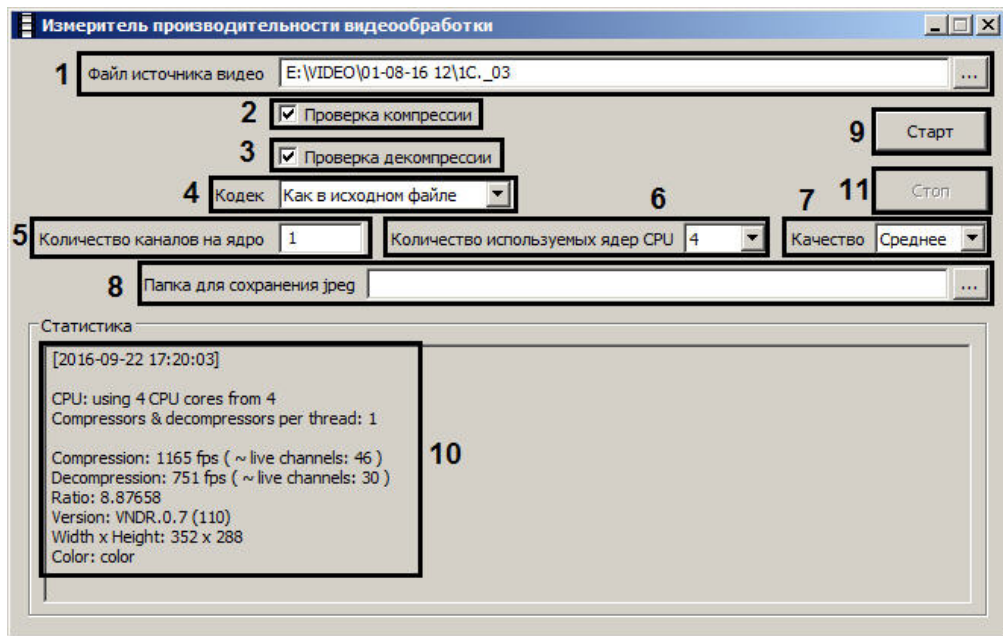 Измеритель производительности видеообработки
1 Файл источника видео E:\VIDEO\01-08-16 12\1C._03 ...
2 Проверка компрессии
9 Старт
3 Проверка декомпрессии
4 Кодек Как в исходном файле
11 Стоп
5 Количество каналов на ядро 1
6 Количество используемых ядер CPU 4
7 Качество Среднее
8 Папка для сохранения jpeg ...
Статистика
[2016-09-22 17:20:03]
CPU: using 4 CPU cores from 4
Compressors & decompressors per thread: 1
10
Compression: 1165 fps ( ~ live channels: 46 )
Decompression: 751 fps ( ~ live channels: 30 )
Ratio: 8.87658
Version: VNDR.0.7 (110)
Width x Height: 352 x 288
Color: color